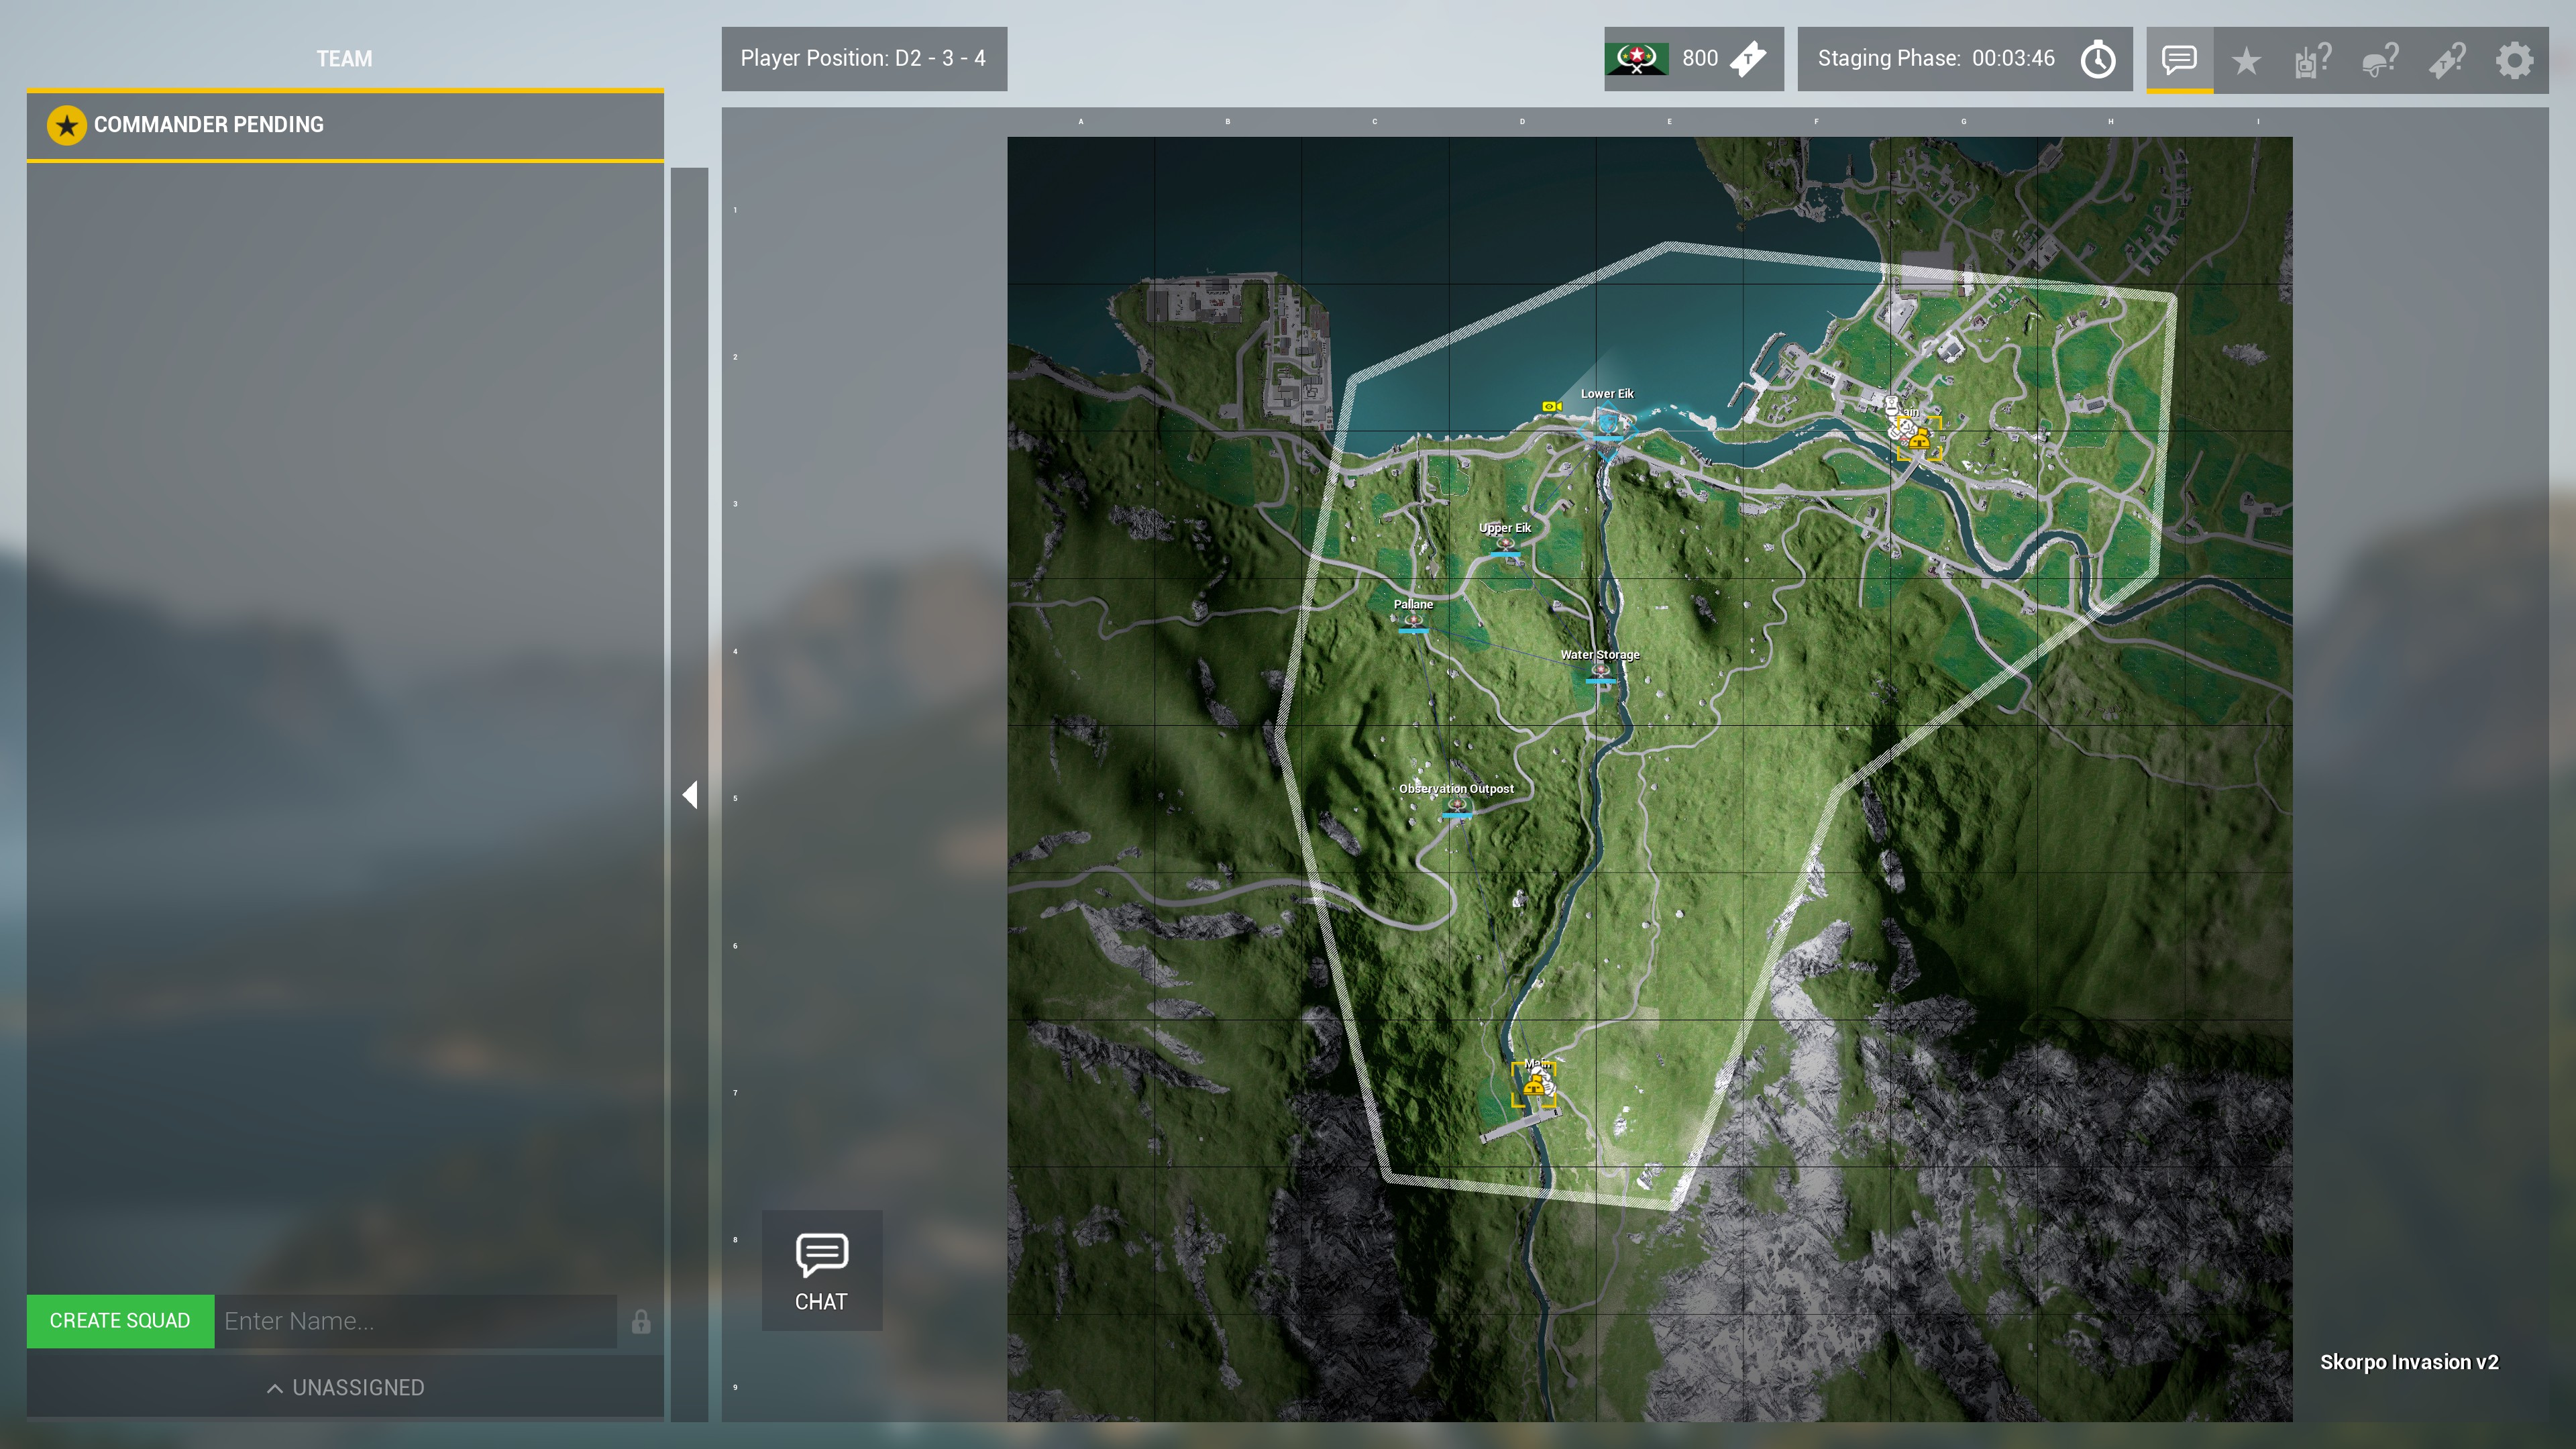 TEAM
Player Position: D2 - 3 - 4
800
T
Staging Phase: 00:03:46
T
COMMANDER PENDING
A B C D E F G H I
1
2
Lower Eik
3
Upper Eik
Pallane
4
Water Storage
5
Observation Outpost
6
Main
7
8
CHAT
CREATE SQUAD
Enter Name...
Skorpo Invasion v2
UNASSIGNED
9